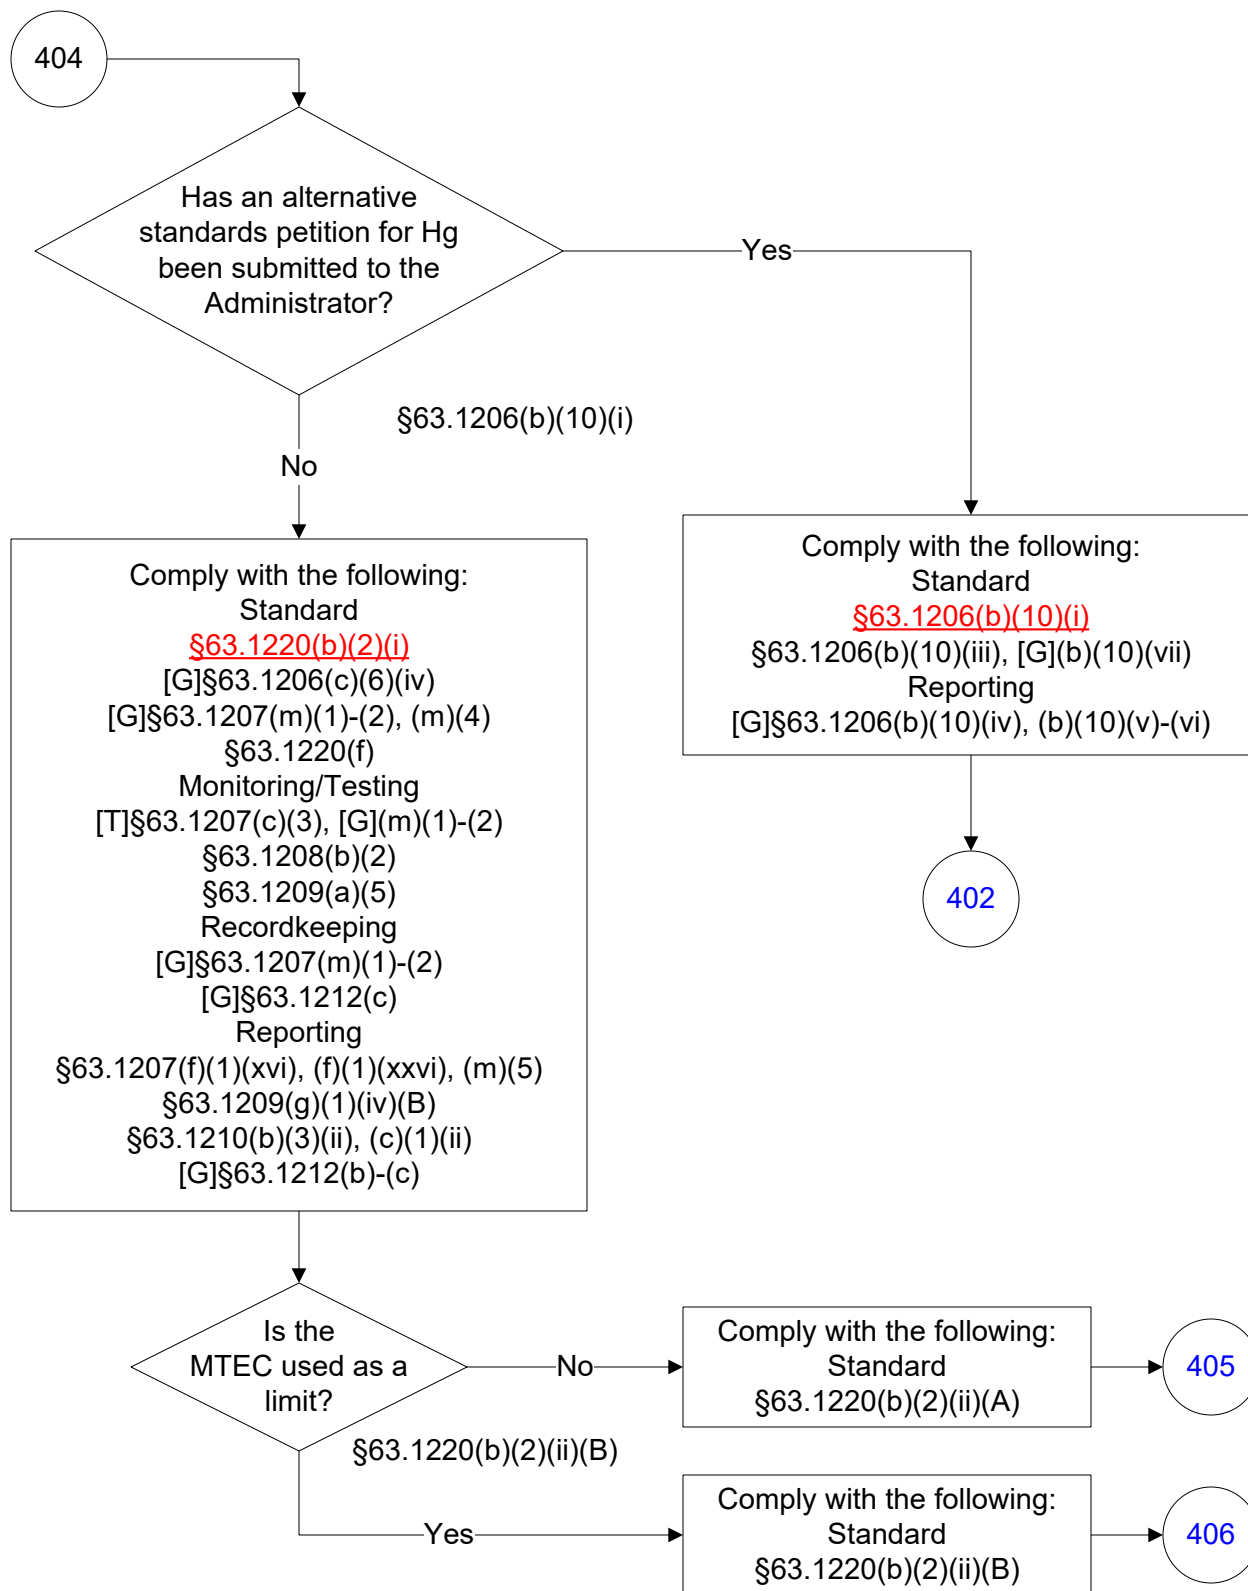 404
Has an alternative
standards petition for Hg
been submitted to the
Administrator?
Yes
§63.1206(b)(10)(i)
No
Comply with the following:
Standard
§63.1220(b)(2)(i)
[G]§63.1206(c)(6)(iv)
[G]§63.1207(m)(1)-(2), (m)(4)
§63.1220(f)
Monitoring/Testing
[T]§63.1207(c)(3), [G](m)(1)-(2)
§63.1208(b)(2)
§63.1209(a)(5)
Recordkeeping
[G]§63.1207(m)(1)-(2)
[G]§63.1212(c)
Reporting
§63.1207(f)(1)(xvi), (f)(1)(xxvi), (m)(5)
§63.1209(g)(1)(iv)(B)
§63.1210(b)(3)(ii), (c)(1)(ii)
[G]§63.1212(b)-(c)
Comply with the following:
Standard
§63.1206(b)(10)(i)
§63.1206(b)(10)(iii), [G](b)(10)(vii)
Reporting
[G]§63.1206(b)(10)(iv), (b)(10)(v)-(vi)
402
Is the
MTEC used as a
limit?
No
Comply with the following:
Standard
§63.1220(b)(2)(ii)(A)
405
§63.1220(b)(2)(ii)(B)
Yes
Comply with the following:
Standard
§63.1220(b)(2)(ii)(B)
406